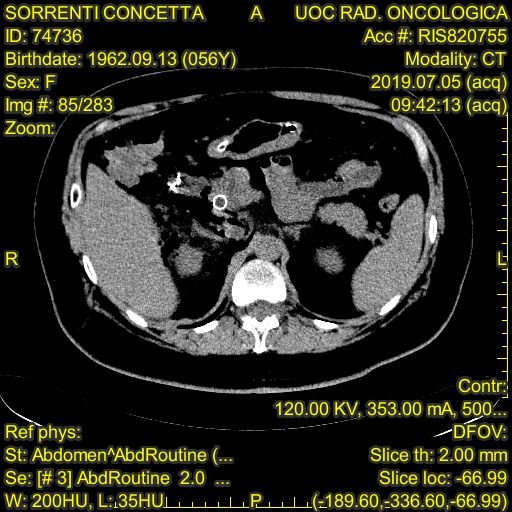 SORRENTI CONCETTA A UOC RAD. ONCOLOGICA
ID: 74736 Acc #: RIS820755
Birthdate: 1962.09.13 (056Y) Modality: CT
Sex: F 2019.07.05 (acq)
Img #: 85/283 09:42:13 (acq)
Zoom:
R L
Contr:
120.00 KV, 353.00 mA, 500...
Ref phys: DFOV:
St: Abdomen^AbdRoutine (... Slice th: 2.00 mm
Se: [# 3] AbdRoutine 2.0 ... Slice loc: -66.99
W: 200HU, L: 35HU P (-189.60,-336.60,-66.99)